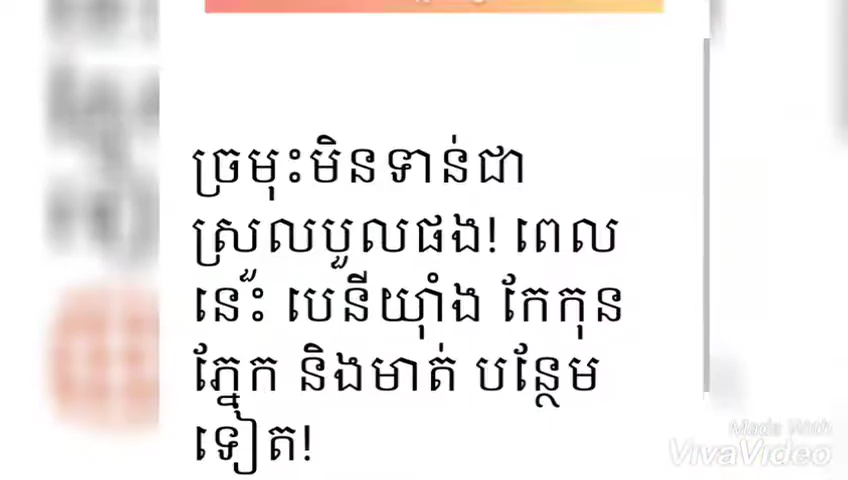 ច្រមុះមិនទាន់ជា
ស្រួលបួលផង! ពេល
នេះ បេនីយ៉ាំង កែកុន
ភ្នែក និងមាត់ បន្ថែម
ទៀត!
Made With
VivaVideo